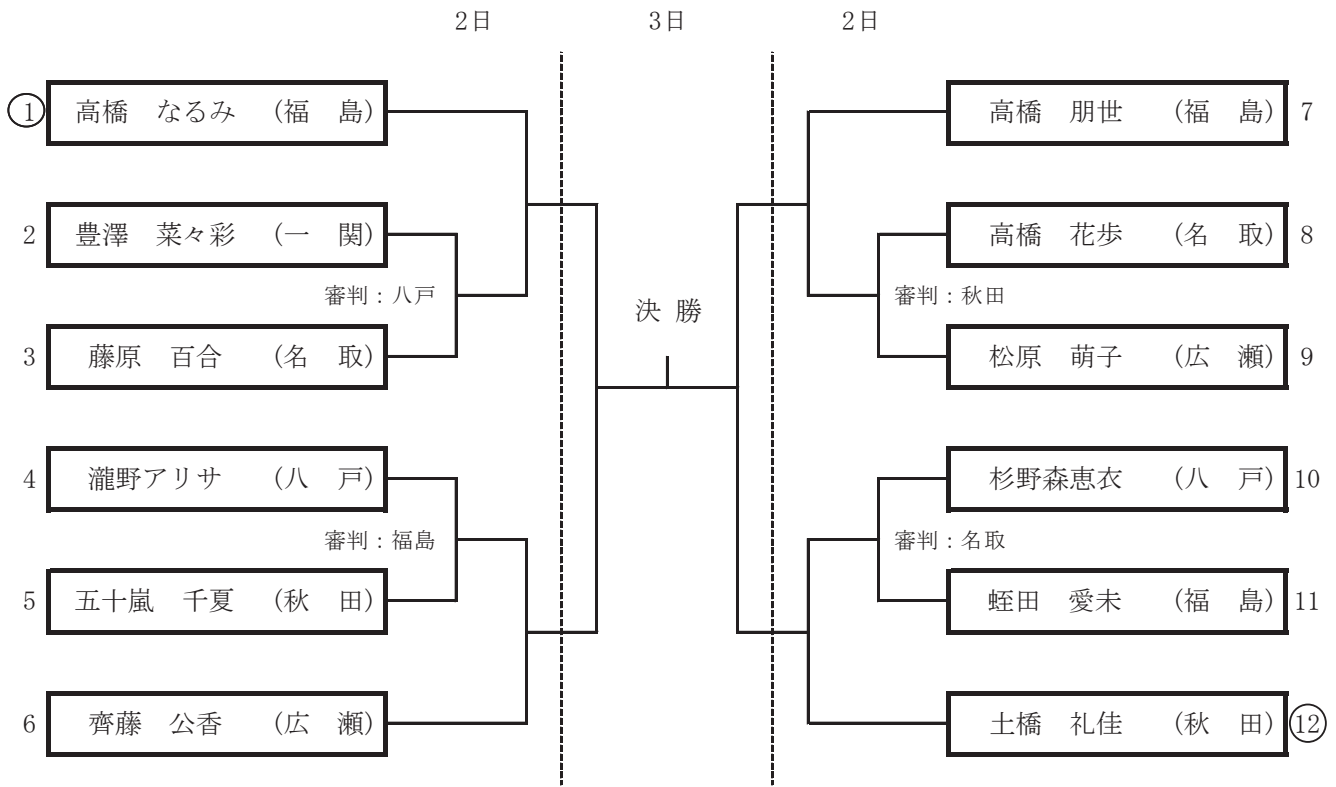 2日 3日 2日
① 高橋 なるみ (福 島)
2 豊澤 菜々彩 (一 関)
審判:八戸
3 藤原 百合 (名 取)
4 瀧野アリサ (八 戸)
審判:福島
5 五十嵐 千夏 (秋 田)
6 齊藤 公香 (広 瀬)
決 勝
高橋 朋世 (福 島) 7
高橋 花歩 (名 取) 8
審判:秋田
松原 萌子 (広 瀬) 9
杉野森恵衣 (八 戸) 10
審判:名取
蛭田 愛未 (福 島) 11
土橋 礼佳 (秋 田) ⑫